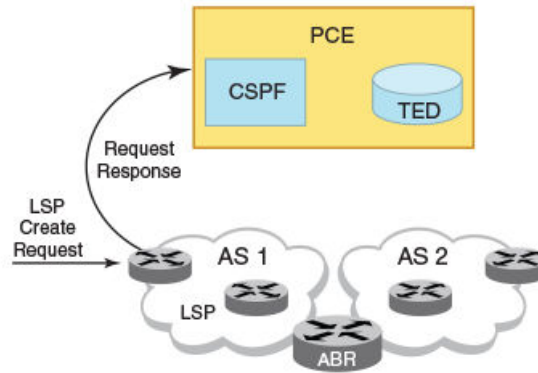 PCE
CSPF
TED
Request
Response
LSP
Create
Request
AS 1
AS 2
LSP
ABR